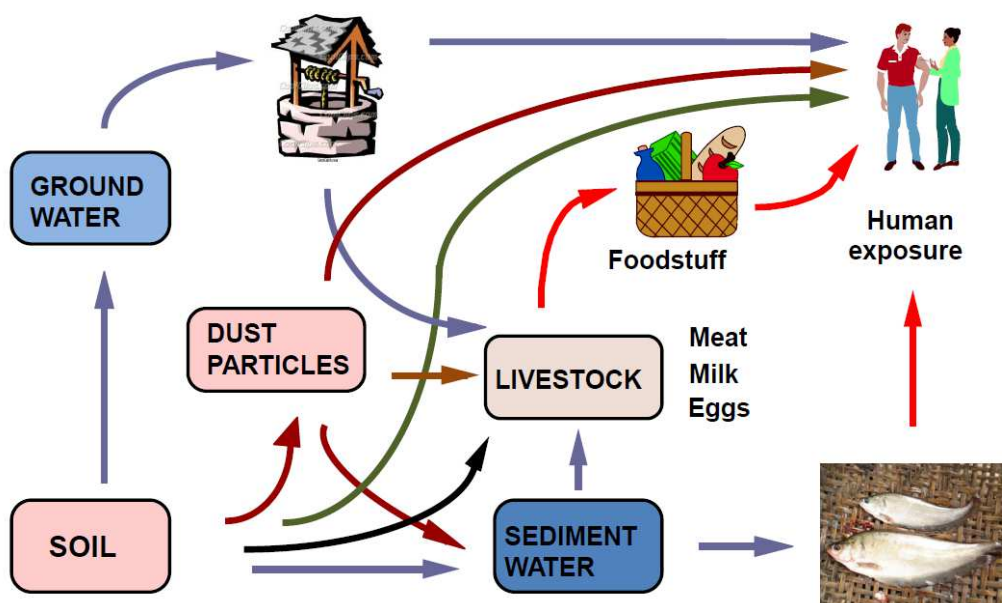 GROUND
WATER
Human
exposure
Foodstuff
DUST
PARTICLES
LIVESTOCK
Meat
Milk
Eggs
SOIL
SEDIMENT
WATER